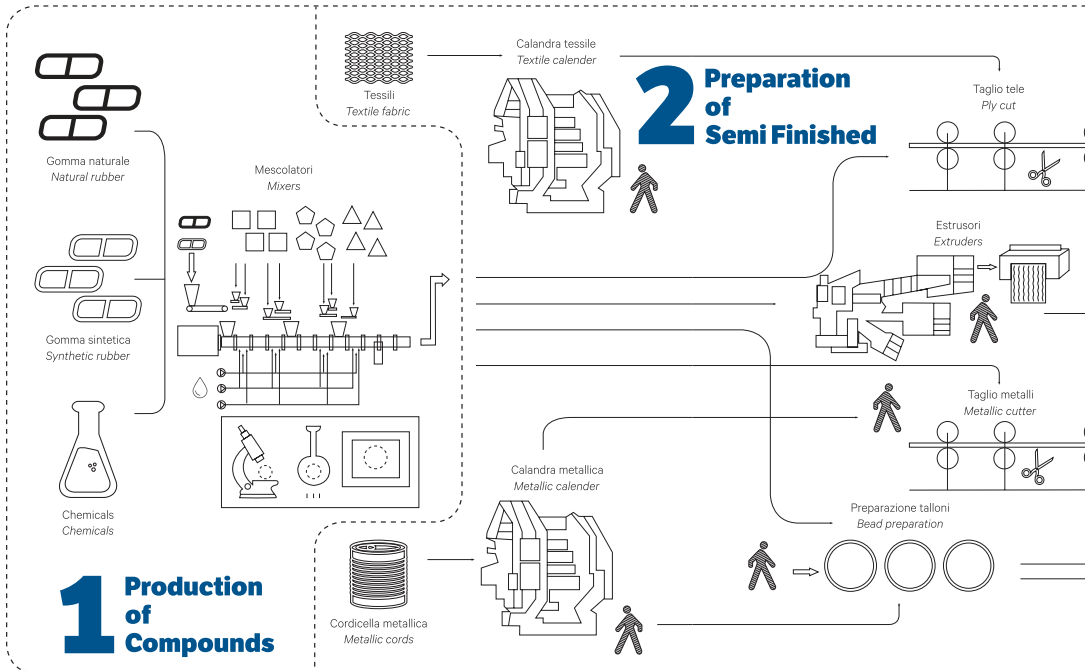 Gomma naturale
Natural rubber
Gomma sintetica
Synthetic rubber
Chemicals
Chemicals
Mescolatori
Mixers
1 Production
of
Compounds
Tessili
Textile fabric
Calandra tessile
Textile calender
2 Preparation
of
Semi Finished
Taglio tele
Ply cut
Estrusori
Extruders
Taglio metalli
Metallic cutter
Calandra metallica
Metallic calender
Preparazione talloni
Bead preparation
Cordicella metallica
Metallic cords